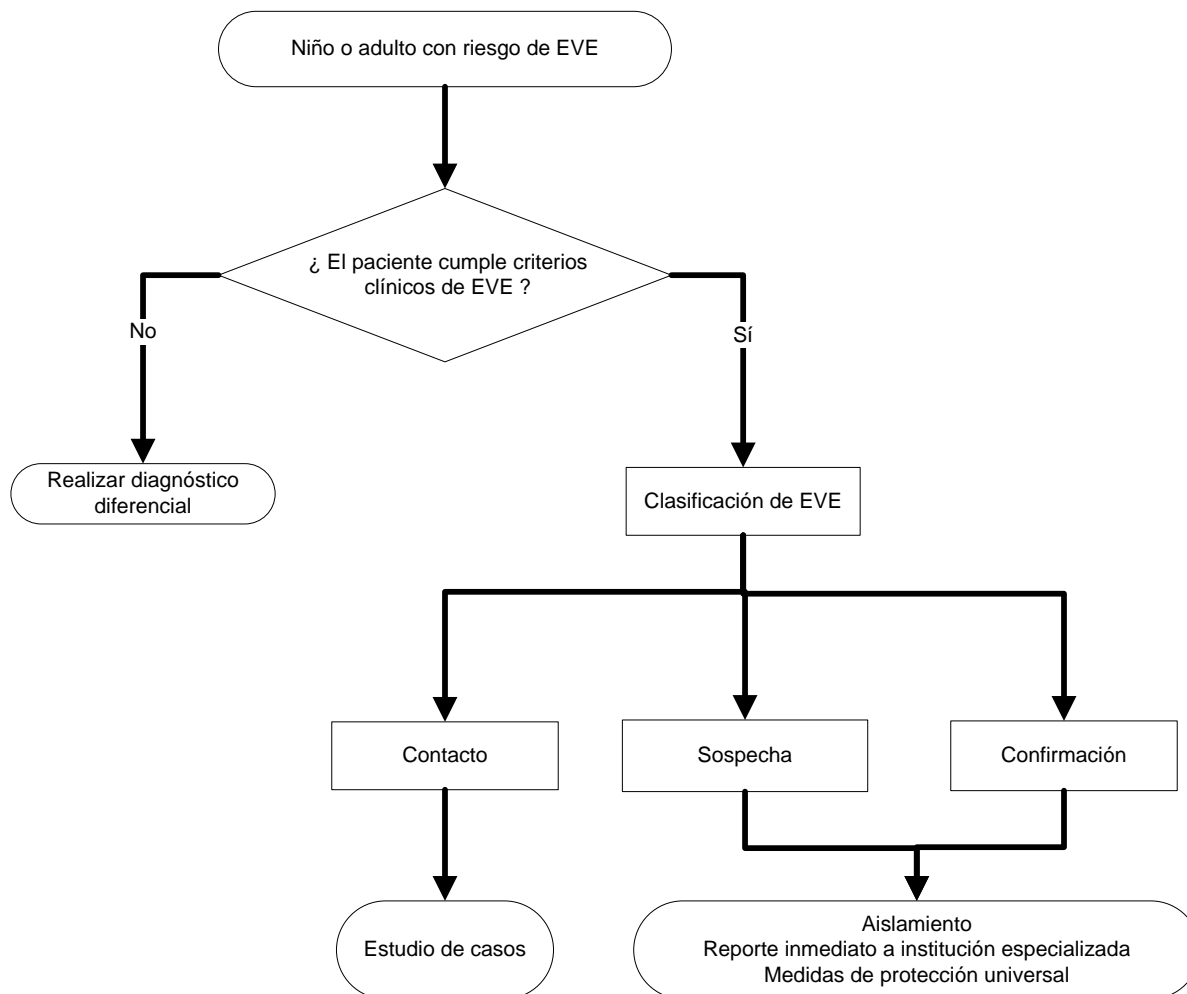 Niño o adulto con riesgo de EVE
¿ El paciente cumple criterios
clínicos de EVE ?
No
Sí
Realizar diagnóstico
diferencial
Clasificación de EVE
Contacto
Sospecha
Confirmación
Estudio de casos
Aislamiento
Reporte inmediato a institución especializada
Medidas de protección universal